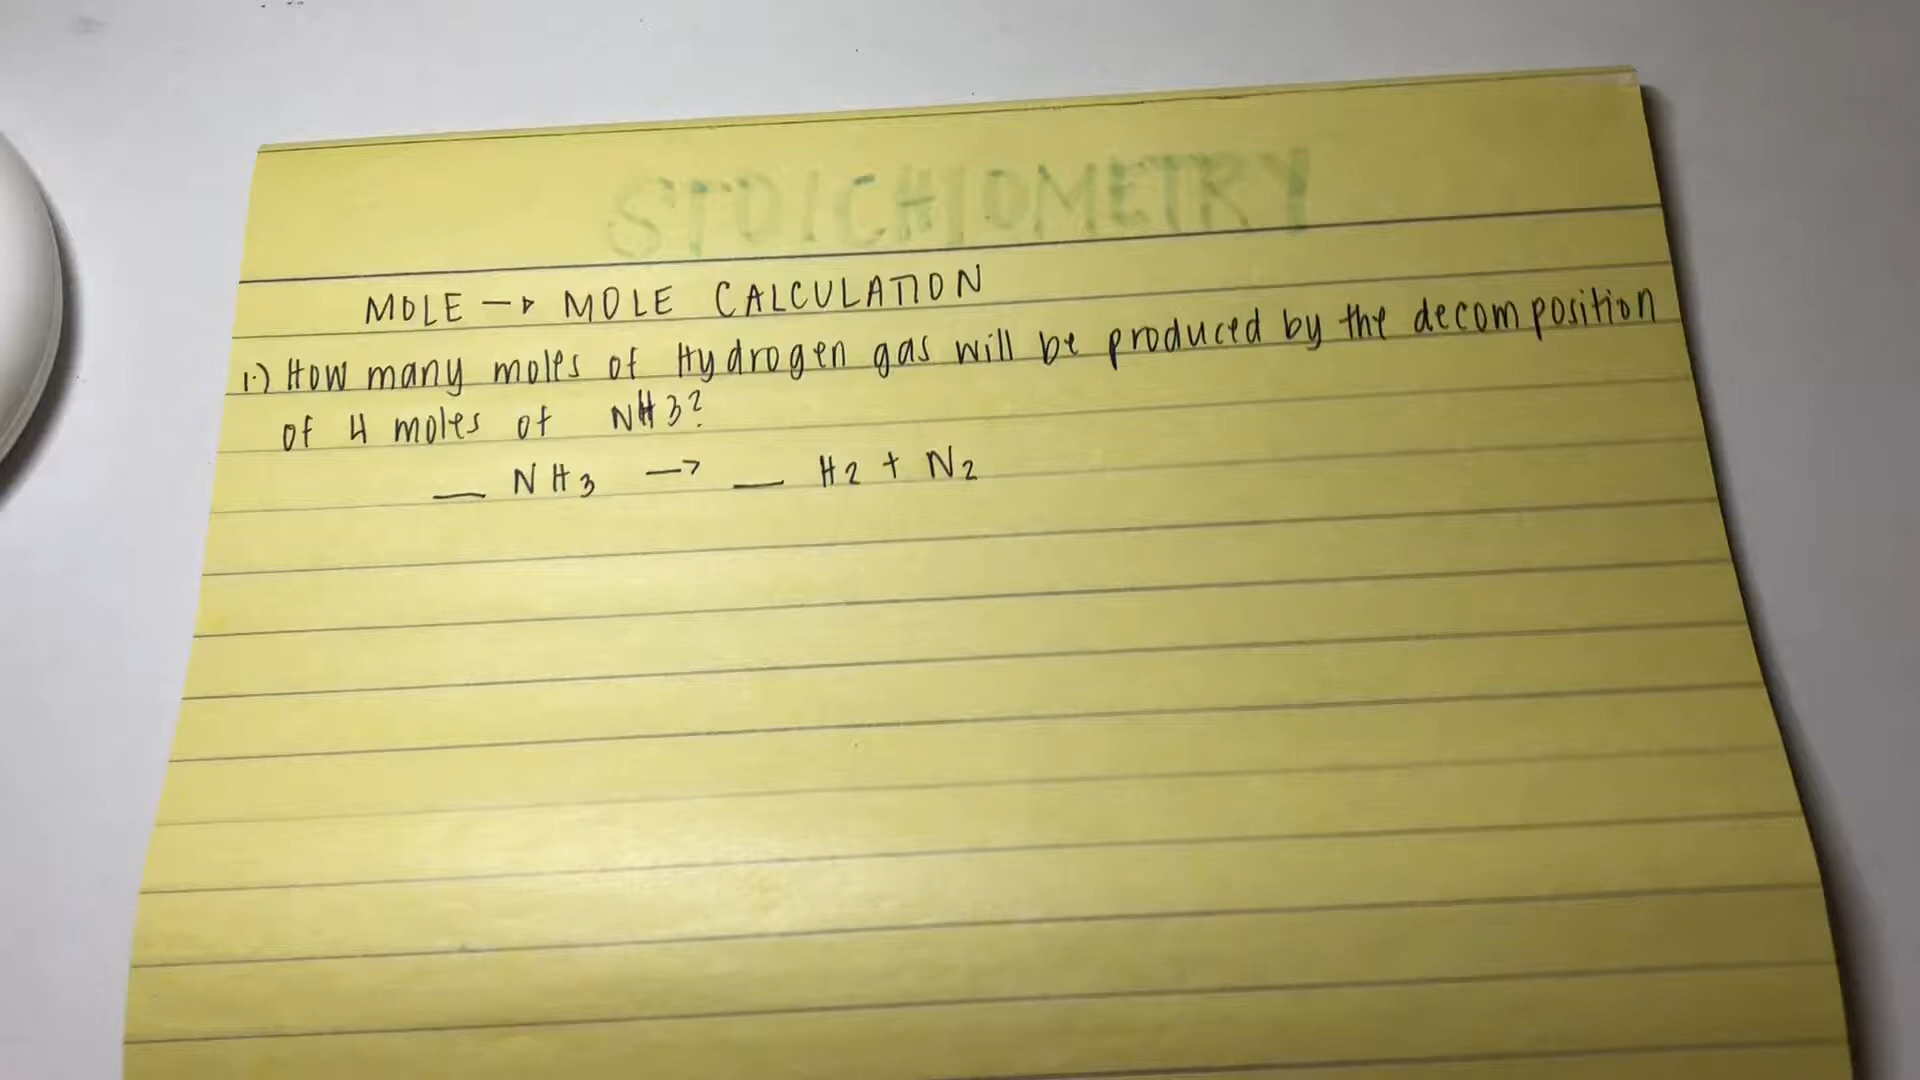 STOICHIOMETRY
MOLE → MOLE CALCULATION
1.) How many moles of Hydrogen gas will be produced by the decomposition
of 4 moles of NH3?
__ NH3 → __ H2 + N2